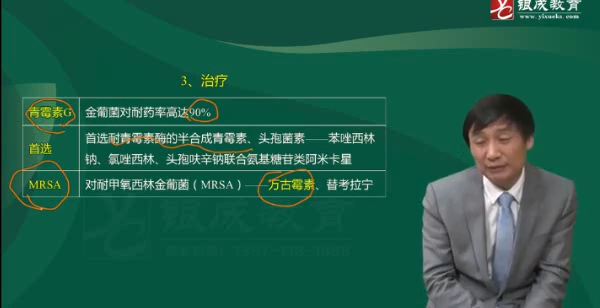 银成教育
www.yixueks.com
3、治疗
青霉素G 金葡菌对耐药率高达90%
首选 首选耐青霉素酶的半合成青霉素、头孢菌素——苯唑西林
钠、氯唑西林、头孢呋辛钠联合氨基糖苷类阿米卡星
MRSA 对耐甲氧西林金葡菌（MRSA）——万古霉素、替考拉宁
银成教育